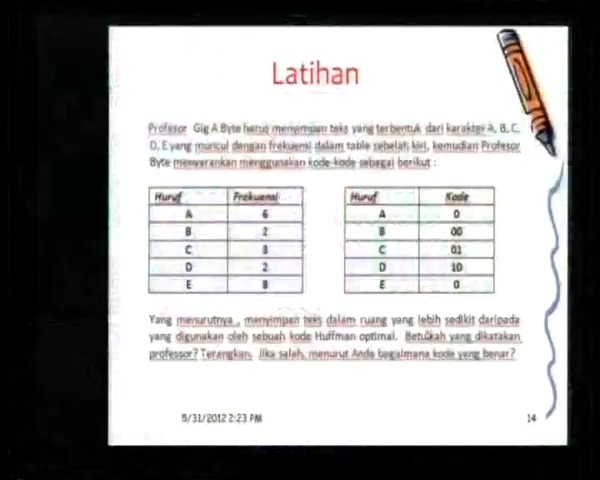 Latihan
Profesor Gig A Byte harus menyimpan teks yang terbentuk dari karakter A, B, C,
D, E yang muncul dengan frekuensi dalam table sebelah kiri, kemudian Profesor
Byte menyarankan menggunakan kode-kode sebagai berikut :
Huruf Frekuensi
A 6
B 2
C 3
D 2
E 8
Huruf Kode
A 0
B 00
C 01
D 10
E 0
Yang menurutnya , menyimpan teks dalam ruang yang lebih sedikit daripada
yang digunakan oleh sebuah kode Huffman optimal. Betulkah yang dikatakan
professor? Terangkan. Jika salah, menurut Anda bagaimana kode yang benar?
5/31/2012 2:23 PM
14